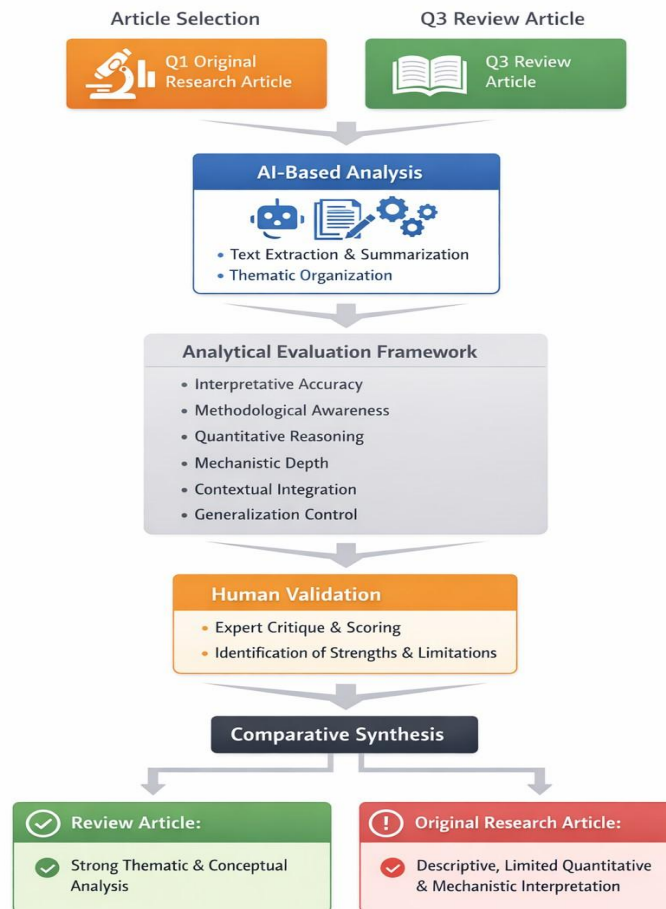 Article Selection
Q3 Review Article
Q1 Original
Research Article
Q3 Review
Article
AI-Based Analysis
• Text Extraction & Summarization
• Thematic Organization
Analytical Evaluation Framework
• Interpretative Accuracy
• Methodological Awareness
• Quantitative Reasoning
• Mechanistic Depth
• Contextual Integration
• Generalization Control
Human Validation
• Expert Critique & Scoring
• Identification of Strengths & Limitations
Comparative Synthesis
Review Article:
Strong Thematic & Conceptual
Analysis
Original Research Article:
Descriptive, Limited Quantitative
& Mechanistic Interpretation